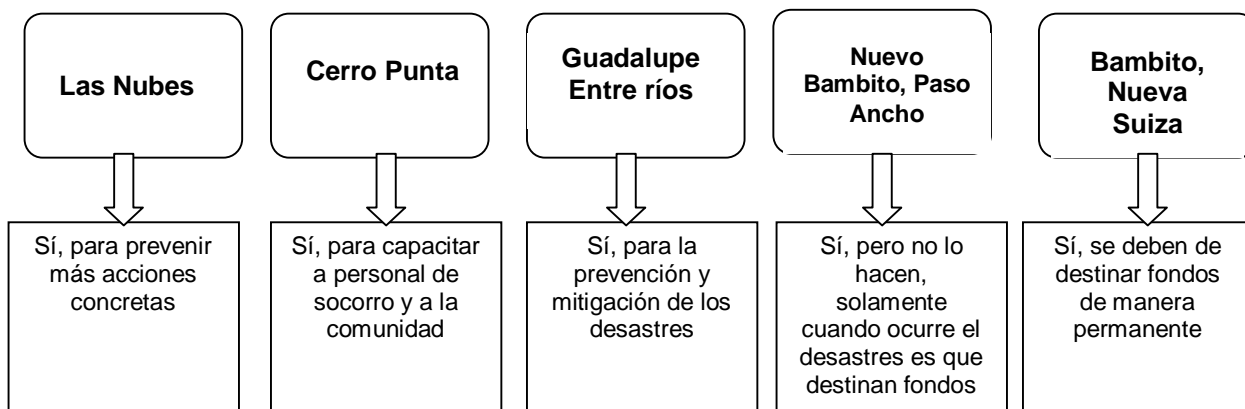 Las Nubes
Cerro Punta
Guadalupe
Entre ríos
Nuevo
Bambito, Paso
Ancho
Bambito,
Nueva
Suiza
Sí, para prevenir
más acciones
concretas
Sí, para capacitar
a personal de
socorro y a la
comunidad
Sí, para la
prevención y
mitigación de los
desastres
Sí, pero no lo
hacen,
solamente
cuando ocurre el
desastres es que
destinan fondos
Sí, se deben de
destinar fondos
de manera
permanente